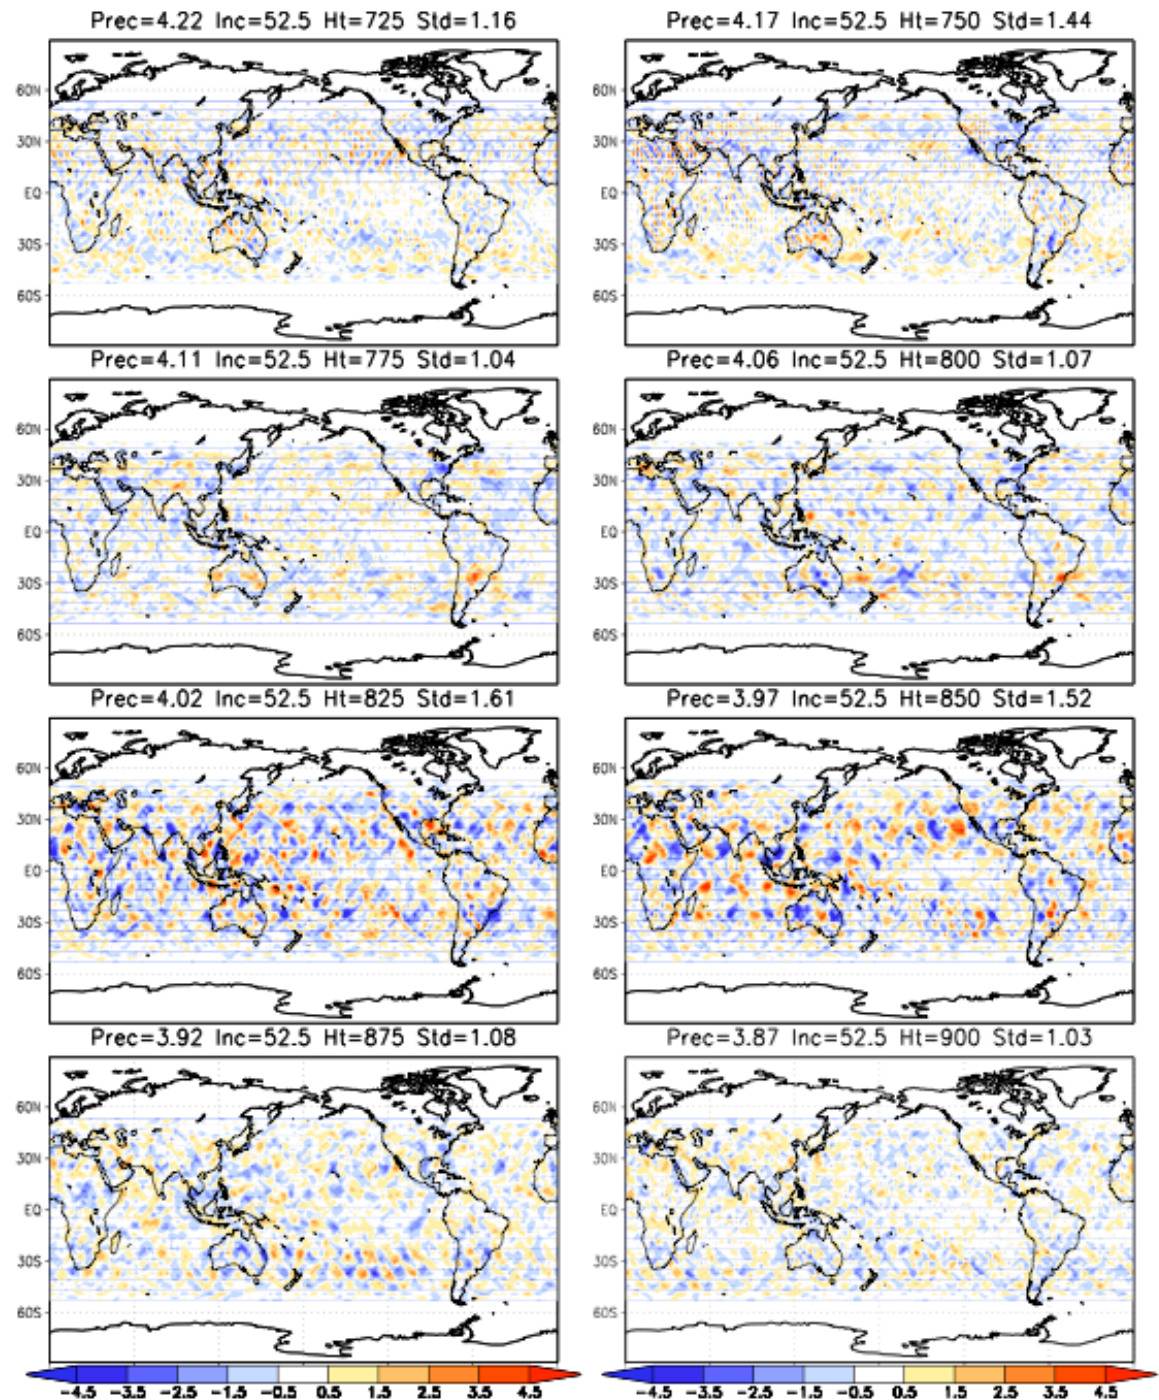 Prec=4.22 Inc=52.5 Ht=725 Std=1.16
60N
30N
EQ
30S
60S
Prec=4.17 Inc=52.5 Ht=750 Std=1.44
60N
30N
EQ
30S
60S
Prec=4.11 Inc=52.5 Ht=775 Std=1.04
60N
30N
EQ
30S
60S
Prec=4.06 Inc=52.5 Ht=800 Std=1.07
60N
30N
EQ
30S
60S
Prec=4.02 Inc=52.5 Ht=825 Std=1.61
60N
30N
EQ
30S
60S
Prec=3.97 Inc=52.5 Ht=850 Std=1.52
60N
30N
EQ
30S
60S
Prec=3.92 Inc=52.5 Ht=875 Std=1.08
60N
30N
EQ
30S
60S
Prec=3.87 Inc=52.5 Ht=900 Std=1.03
60N
30N
EQ
30S
60S
-4.5 -3.5 -2.5 -1.5 -0.5 0.5 1.5 2.5 3.5 4.5
-4.5 -3.5 -2.5 -1.5 -0.5 0.5 1.5 2.5 3.5 4.5